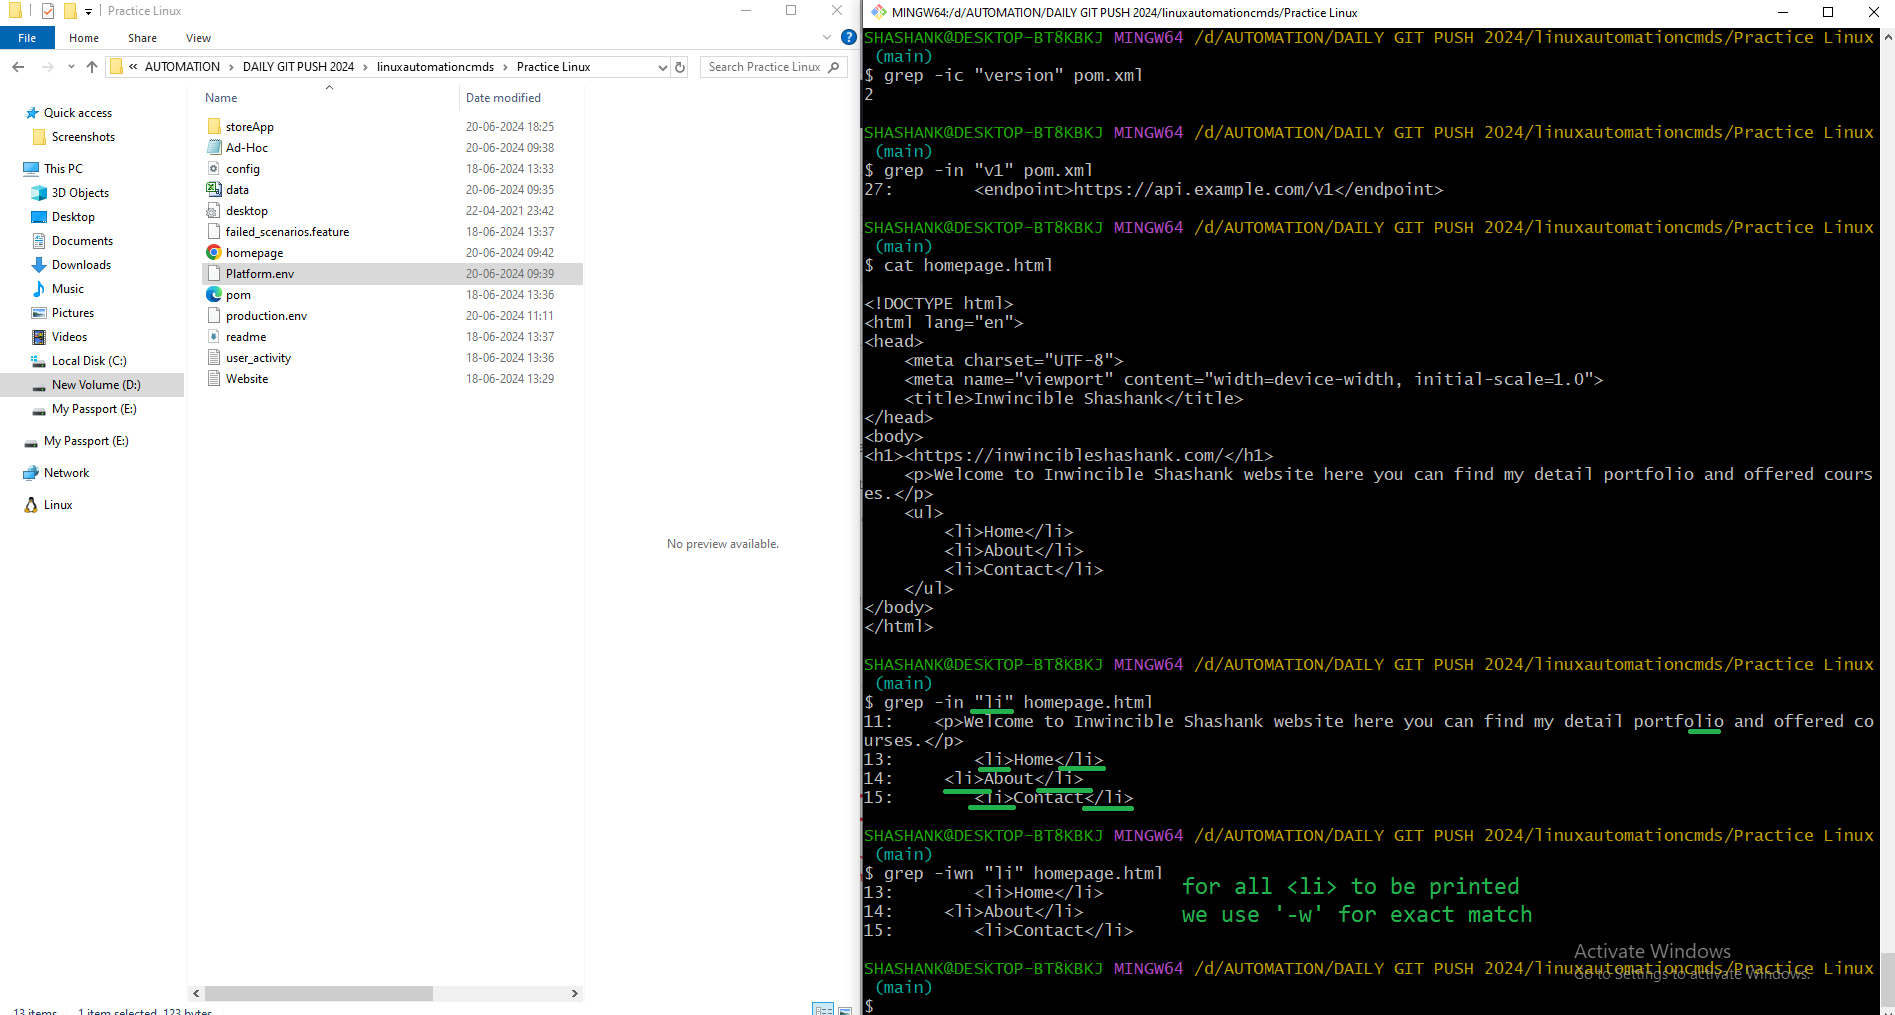 Practice Linux
File Home Share View
« AUTOMATION › DAILY GIT PUSH 2024 › linuxautomationcmds › Practice Linux
Search Practice Linux
Quick access
Screenshots
This PC
3D Objects
Desktop
Documents
Downloads
Music
Pictures
Videos
Local Disk (C:)
New Volume (D:)
My Passport (E:)
My Passport (E:)
Network
Linux
Name Date modified
storeApp 20-06-2024 18:25
Ad-Hoc 20-06-2024 09:38
config 18-06-2024 13:33
data 20-06-2024 09:35
desktop 22-04-2021 23:42
failed_scenarios.feature 18-06-2024 13:37
homepage 20-06-2024 09:42
Platform.env 20-06-2024 09:39
pom 18-06-2024 13:36
production.env 20-06-2024 11:11
readme 18-06-2024 13:37
user_activity 18-06-2024 13:36
Website 18-06-2024 13:29
No preview available.
13 items 1 item selected 123 bytes
MINGW64:/d/AUTOMATION/DAILY GIT PUSH 2024/linuxautomationcmds/Practice Linux
SHASHANK@DESKTOP-BT8KBKJ MINGW64 /d/AUTOMATION/DAILY GIT PUSH 2024/linuxautomationcmds/Practice Linux
(main)
$ grep -ic "version" pom.xml
2
SHASHANK@DESKTOP-BT8KBKJ MINGW64 /d/AUTOMATION/DAILY GIT PUSH 2024/linuxautomationcmds/Practice Linux
(main)
$ grep -in "v1" pom.xml
27:        <endpoint>https://api.example.com/v1</endpoint>
SHASHANK@DESKTOP-BT8KBKJ MINGW64 /d/AUTOMATION/DAILY GIT PUSH 2024/linuxautomationcmds/Practice Linux
(main)
$ cat homepage.html
<!DOCTYPE html>
<html lang="en">
<head>
    <meta charset="UTF-8">
    <meta name="viewport" content="width=device-width, initial-scale=1.0">
    <title>Inwincible Shashank</title>
</head>
<body>
<h1><https://inwincibleshashank.com/</h1>
    <p>Welcome to Inwincible Shashank website here you can find my detail portfolio and offered cours
es.</p>
    <ul>
        <li>Home</li>
        <li>About</li>
        <li>Contact</li>
    </ul>
</body>
</html>
SHASHANK@DESKTOP-BT8KBKJ MINGW64 /d/AUTOMATION/DAILY GIT PUSH 2024/linuxautomationcmds/Practice Linux
(main)
$ grep -in "li" homepage.html
11:    <p>Welcome to Inwincible Shashank website here you can find my detail portfolio and offered co
urses.</p>
13:        <li>Home</li>
14:     <li>About</li>
15:        <li>Contact</li>
SHASHANK@DESKTOP-BT8KBKJ MINGW64 /d/AUTOMATION/DAILY GIT PUSH 2024/linuxautomationcmds/Practice Linux
(main)
$ grep -iwn "li" homepage.html
13:        <li>Home</li>
14:     <li>About</li>
15:        <li>Contact</li>
for all <li> to be printed
we use '-w' for exact match
Activate Windows
Go to Settings to activate Windows.
SHASHANK@DESKTOP-BT8KBKJ MINGW64 /d/AUTOMATION/DAILY GIT PUSH 2024/linuxautomationcmds/Practice Linux
(main)
$